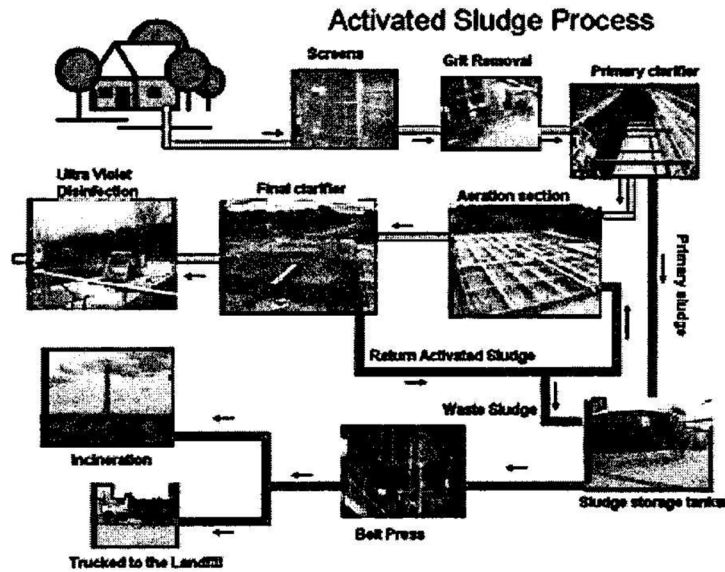 Activated Sludge Process
Screens
Grit Removal
Primary clarifier
Ultra Violet
Disinfection
Final clarifier
Aeration section
Primary sludge
Return Activated Sludge
Waste Sludge
Incineration
Sludge storage tanks
Belt Press
Trucked to the Landfill